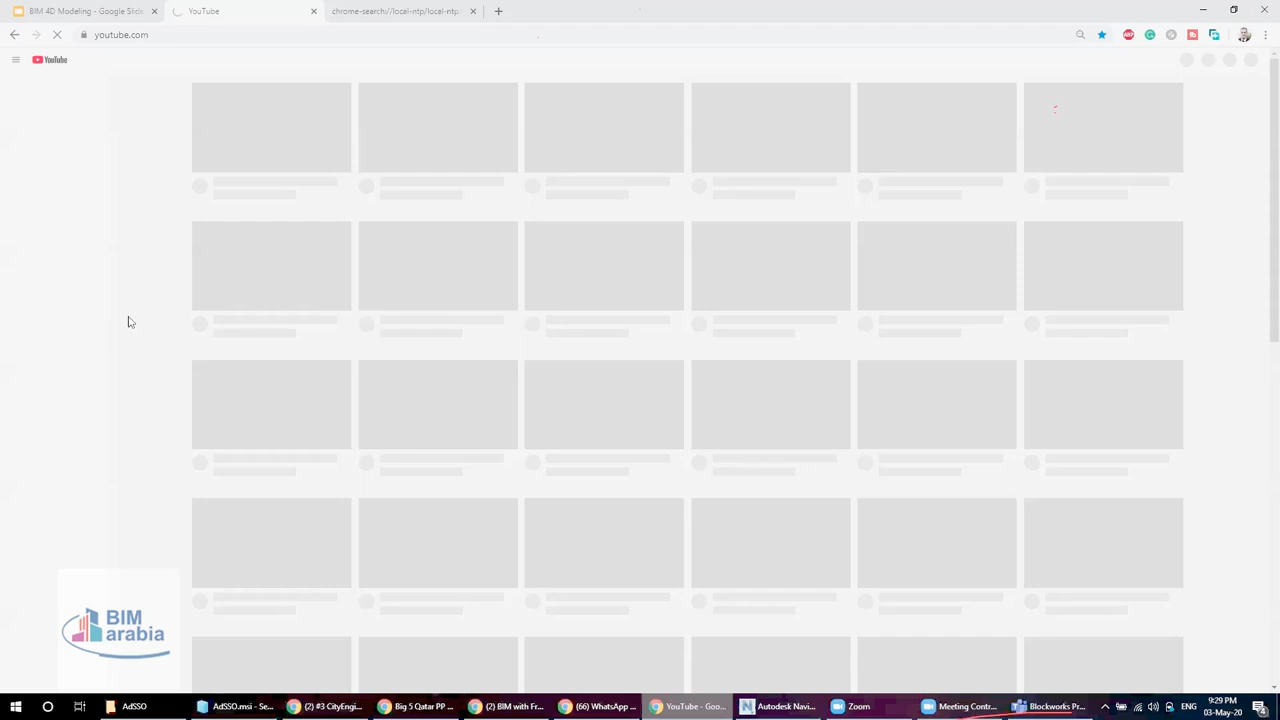 BIM 4D Modeling - Google Slide
YouTube
chrome-search://local-ntp/local-ntp
youtube.com
YouTube
BIM
arabia
AdSSO
AdSSO.msi - Se...
(2) #3 CityEngi...
Big 5 Qatar PP ...
(2) BIM with Fr...
(66) WhatsApp ...
YouTube - Goo...
Autodesk Navi...
Zoom
Meeting Contr...
Blockworks Pr...
ENG
9:29 PM
03-May-20